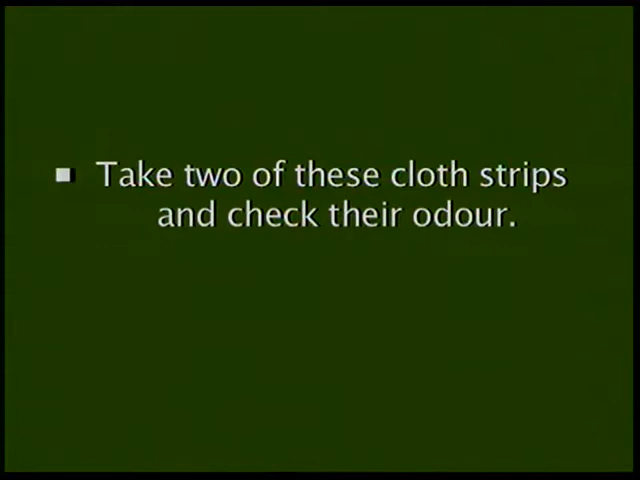 ▪ Take two of these cloth strips
and check their odour.